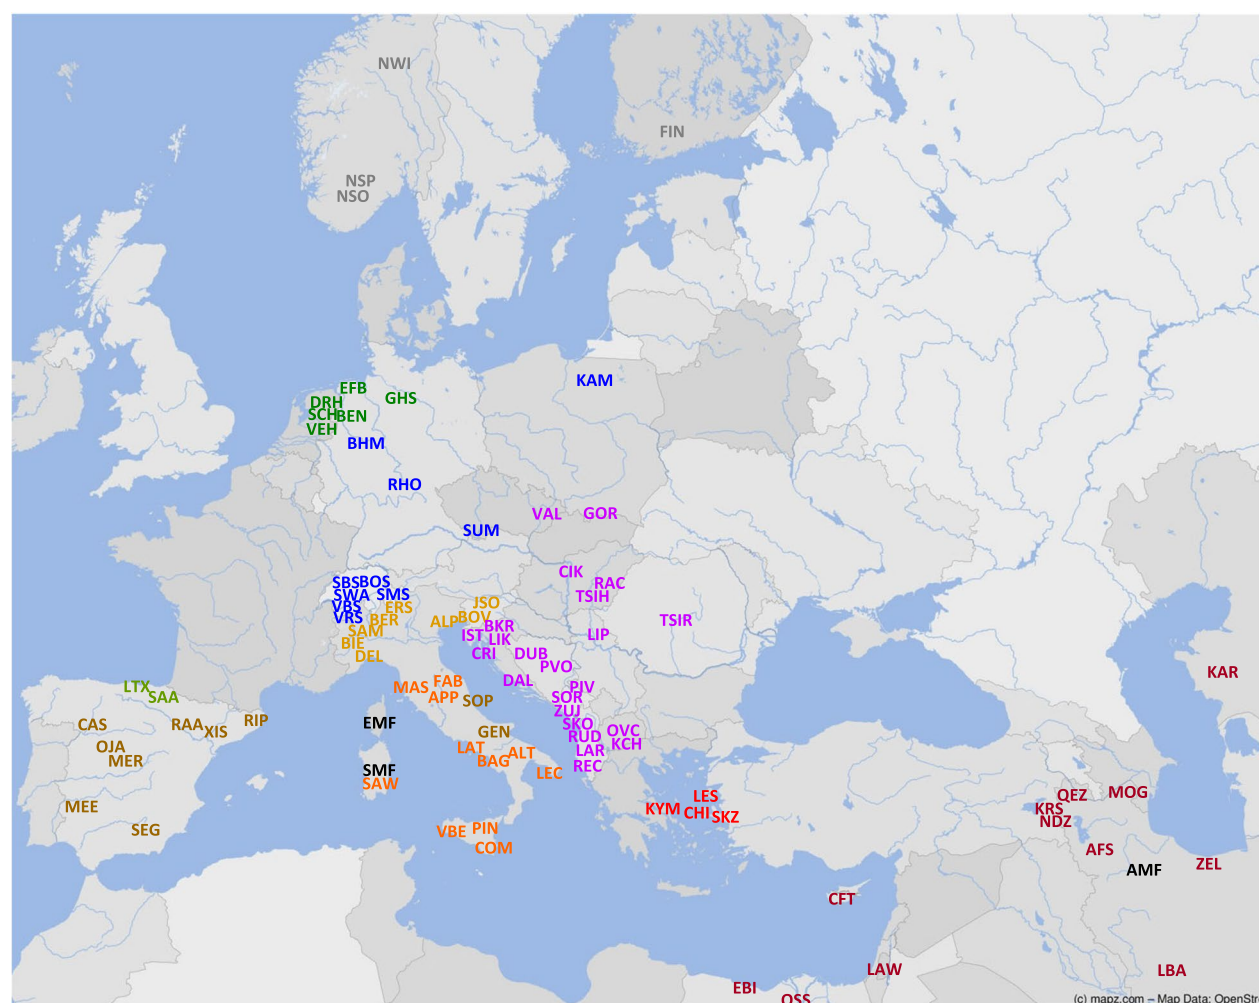 NWI
FIN
NSP
NSO
KAM
EFB
GHS
DRH
SCH
BEN
VEH
BHM
RHO
VAL
GOR
SUM
CIK
RAC
TSIH
SBS
BOS
SWA
SMS
VBS
VRS
ERS
BER
SAM
BIE
DEL
JSO
BOV
ALP
BKR
IST
LIK
CRI
DUB
PVO
LIP
TSIR
DAL
PIV
SOR
ZUJ
SKO
RUD
OVC
KCH
LAR
REC
LTX
SAA
MAS
FAB
APP
SOP
KAR
CAS
RAA
XIS
RIP
EMF
GEN
OJA
MER
LAT
BAG
ALT
LEC
SMF
SAW
MEE
SEG
VBE
PIN
COM
LES
KYM
CHI
SKZ
QEZ
MOG
KRS
NDZ
AFS
AMF
ZEL
CFT
LAW
LBA
EBI
OSS
(c) mapz.com – Map Data: OpenStr